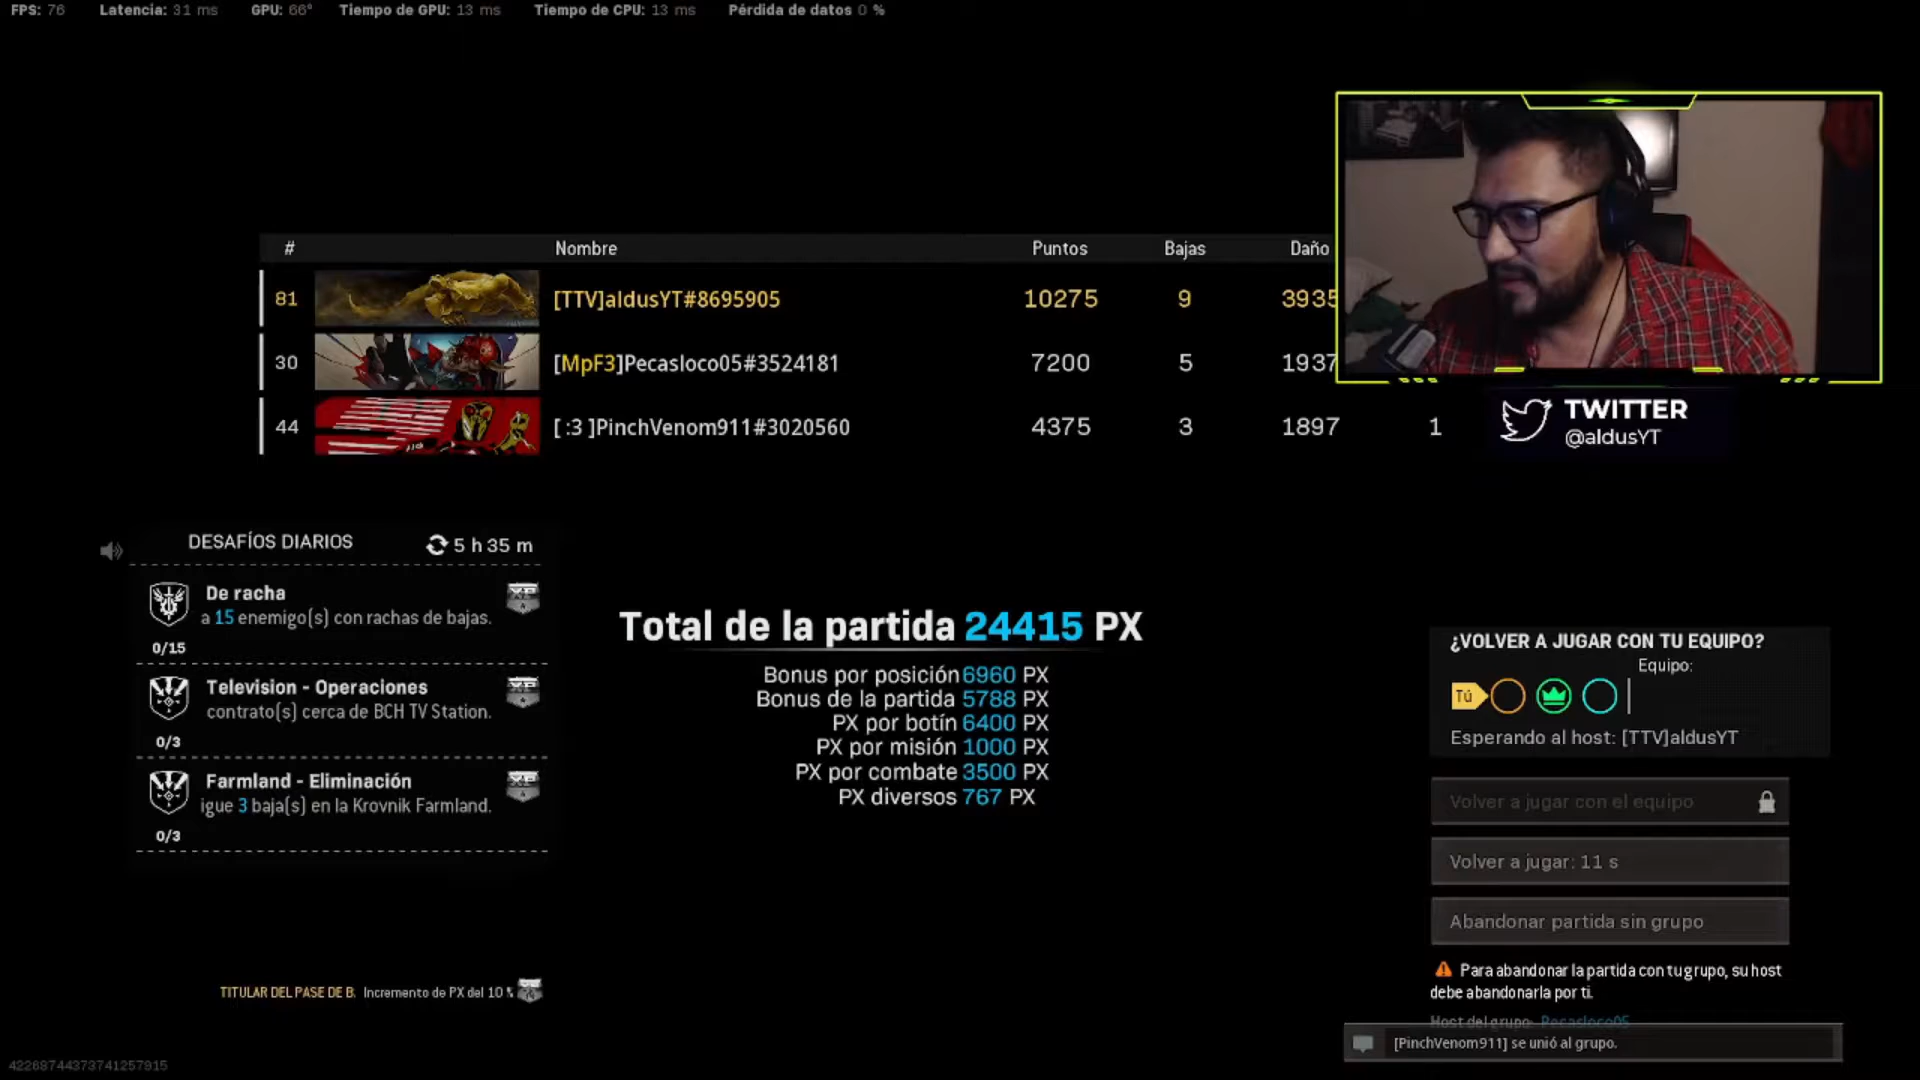 FPS: 76 Latencia: 31 ms GPU: 66° Tiempo de GPU: 13 ms Tiempo de CPU: 13 ms Pérdida de datos 0 %
# Nombre Puntos Bajas Daño
81 [TTV]aldusYT#8695905 10275 9 3935
30 [MpF3]Pecasloco05#3524181 7200 5 1937
44 [ :3 ]PinchVenom911#3020560 4375 3 1897 1
TWITTER
@aldusYT
DESAFÍOS DIARIOS 5 h 35 m
De racha
a 15 enemigo(s) con rachas de bajas.
0/15
Television - Operaciones
contrato(s) cerca de BCH TV Station.
0/3
Farmland - Eliminación
igue 3 baja(s) en la Krovnik Farmland.
0/3
TITULAR DEL PASE DE B. Incremento de PX del 10 %
Total de la partida 24415 PX
Bonus por posición 6960 PX
Bonus de la partida 5788 PX
PX por botín 6400 PX
PX por misión 1000 PX
PX por combate 3500 PX
PX diversos 767 PX
¿VOLVER A JUGAR CON TU EQUIPO?
Equipo:
Tú
Esperando al host: [TTV]aldusYT
Volver a jugar con el equipo
Volver a jugar: 11 s
Abandonar partida sin grupo
Para abandonar la partida con tu grupo, su host
debe abandonarla por ti.
Host del grupo: Pecasloco05
[PinchVenom911] se unió al grupo.
42268744373741257915